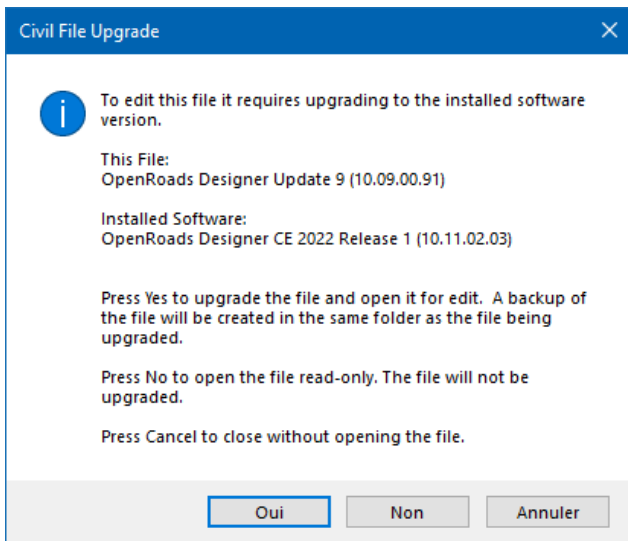 Civil File Upgrade
To edit this file it requires upgrading to the installed software
version.
This File:
OpenRoads Designer Update 9 (10.09.00.91)
Installed Software:
OpenRoads Designer CE 2022 Release 1 (10.11.02.03)
Press Yes to upgrade the file and open it for edit.  A backup of
the file will be created in the same folder as the file being
upgraded.
Press No to open the file read-only. The file will not be
upgraded.
Press Cancel to close without opening the file.
Oui
Non
Annuler